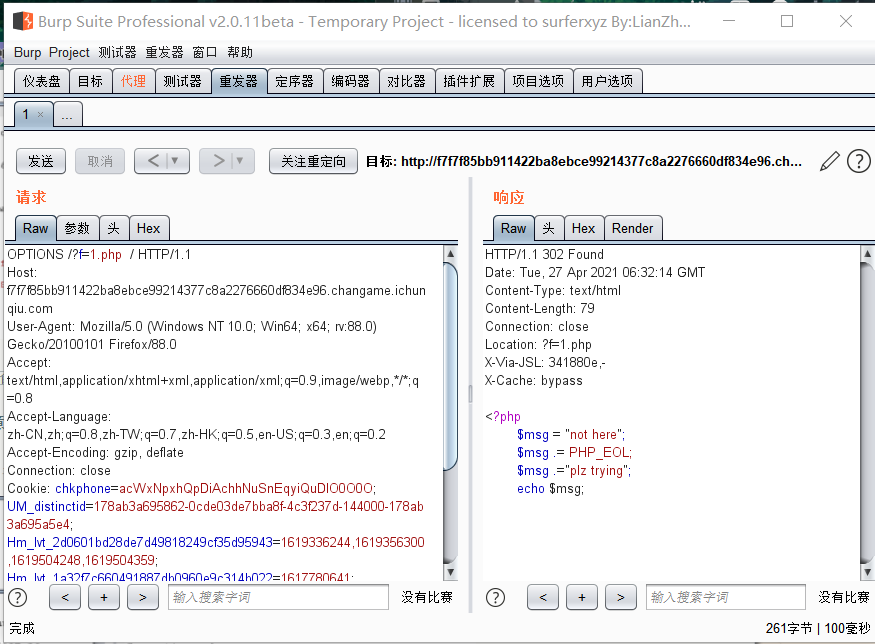 Burp Suite Professional v2.0.11beta - Temporary Project - licensed to surferxyz By:LianZh...
Burp Project 测试器 重发器 窗口 帮助
仪表盘 目标 代理 测试器 重发器 定序器 编码器 对比器 插件扩展 项目选项 用户选项
1 × ...
发送 取消 < > 关注重定向 目标: http://f7f7f85bb911422ba8ebce99214377c8a2276660df834e96.ch...
请求
Raw 参数 头 Hex
OPTIONS /?f=1.php / HTTP/1.1
Host:
f7f7f85bb911422ba8ebce99214377c8a2276660df834e96.changame.ichun
qiu.com
User-Agent: Mozilla/5.0 (Windows NT 10.0; Win64; x64; rv:88.0)
Gecko/20100101 Firefox/88.0
Accept:
text/html,application/xhtml+xml,application/xml;q=0.9,image/webp,*/*;q
=0.8
Accept-Language:
zh-CN,zh;q=0.8,zh-TW;q=0.7,zh-HK;q=0.5,en-US;q=0.3,en;q=0.2
Accept-Encoding: gzip, deflate
Connection: close
Cookie: chkphone=acWxNpxhQpDiAchhNuSnEqyiQuDIO0O0O;
UM_distinctid=178ab3a695862-0cde03de7bba8f-4c3f237d-144000-178ab
3a695a5e4;
Hm_lvt_2d0601bd28de7d49818249cf35d95943=1619336244,1619356300
,1619504248,1619504359;
Hm_lvt_1a32f7c660491887db0960e9c314b022=1617780641;
? < + > 输入搜索字词 没有比赛
响应
Raw 头 Hex Render
HTTP/1.1 302 Found
Date: Tue, 27 Apr 2021 06:32:14 GMT
Content-Type: text/html
Content-Length: 79
Connection: close
Location: ?f=1.php
X-Via-JSL: 341880e,-
X-Cache: bypass
<?php
$msg = "not here";
$msg .= PHP_EOL;
$msg .="plz trying";
echo $msg;
? < + > 输入搜索字词 没有比赛
完成 261字节 | 100毫秒